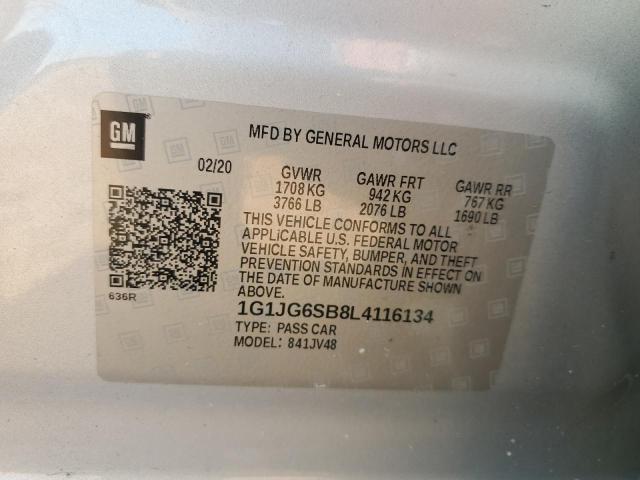 GM
MFD BY GENERAL MOTORS LLC
02/20 GVWR GAWR FRT GAWR RR
1708 KG 942 KG 767 KG
3766 LB 2076 LB 1690 LB
THIS VEHICLE CONFORMS TO ALL
APPLICABLE U.S. FEDERAL MOTOR
VEHICLE SAFETY, BUMPER, AND THEFT
PREVENTION STANDARDS IN EFFECT ON
THE DATE OF MANUFACTURE SHOWN
ABOVE.
636R
1G1JG6SB8L4116134
TYPE: PASS CAR
MODEL: 841JV48